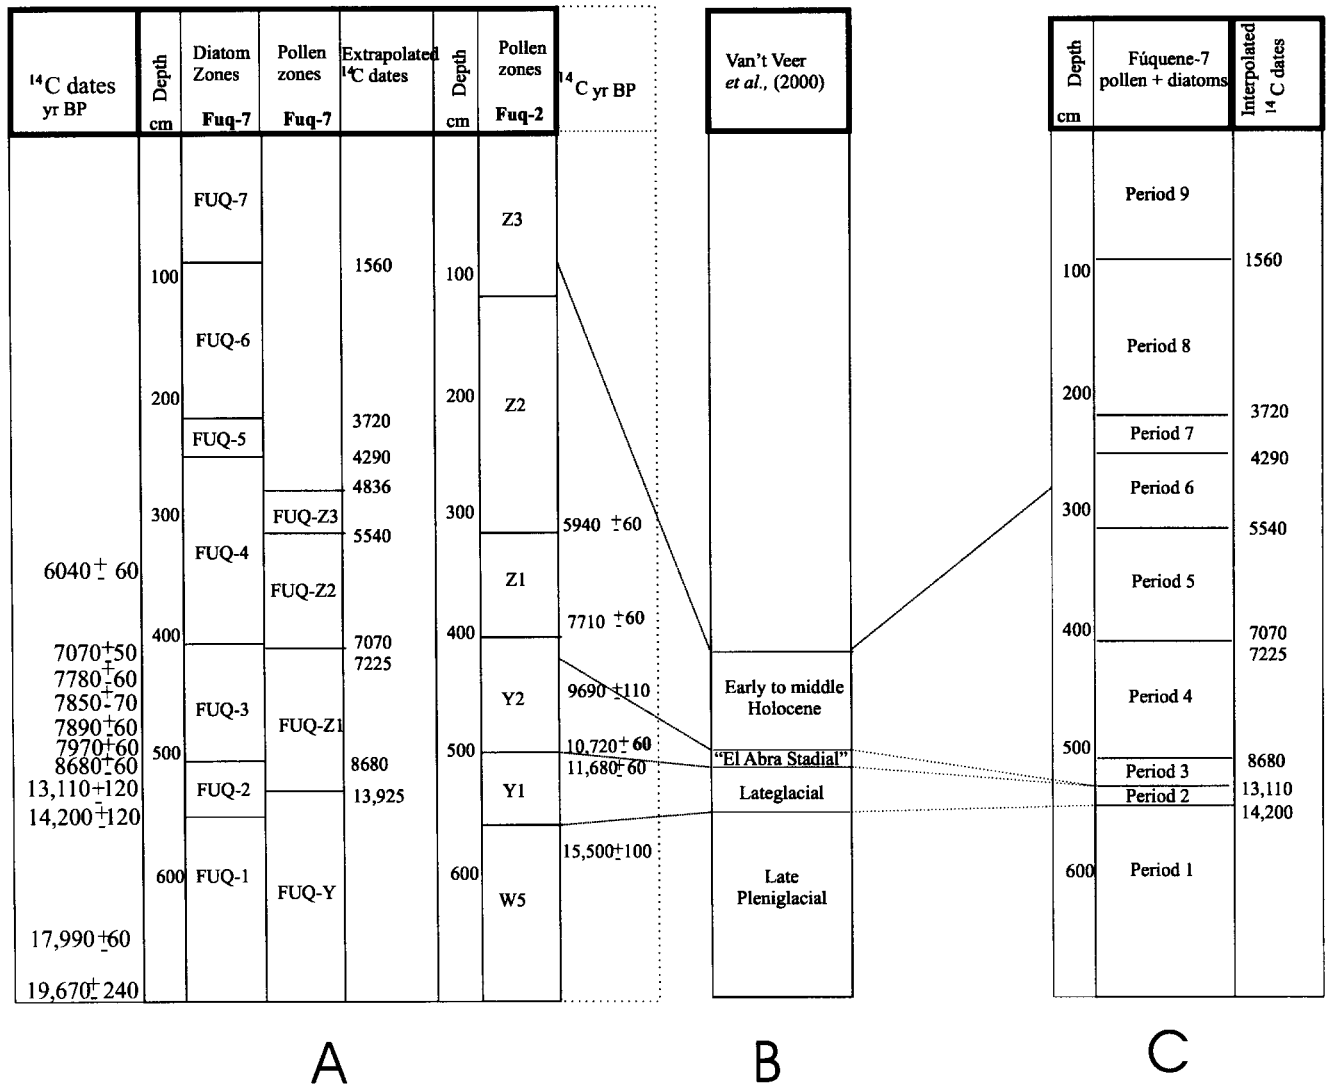 14C dates
yr BP
Depth
cm
Diatom
Zones
Fuq-7
Pollen
zones
Fuq-7
Extrapolated
14C dates
Depth
cm
Pollen
zones
Fuq-2
14C yr BP
Van't Veer
et al., (2000)
Depth
cm
Fúquene-7
pollen + diatoms
Interpolated
14C dates
6040 ± 60
7070±50
7780±60
7850±70
7890±60
7970±60
8680±60
13,110±120
14,200±120
17,990±60
19,670±240
100
200
300
400
500
600
FUQ-7
FUQ-6
FUQ-5
FUQ-4
FUQ-3
FUQ-2
FUQ-1
FUQ-Z3
FUQ-Z2
FUQ-Z1
FUQ-Y
1560
3720
4290
4836
5540
7070
7225
8680
13,925
100
200
300
400
500
600
Z3
Z2
Z1
Y2
Y1
W5
5940 ±60
7710 ±60
9690 ±110
10,720±60
11,680±60
15,500±100
Early to middle
Holocene
“El Abra Stadial”
Lateglacial
Late
Pleniglacial
100
200
300
400
500
600
Period 9
Period 8
Period 7
Period 6
Period 5
Period 4
Period 3
Period 2
Period 1
1560
3720
4290
5540
7070
7225
8680
13,110
14,200
A
B
C